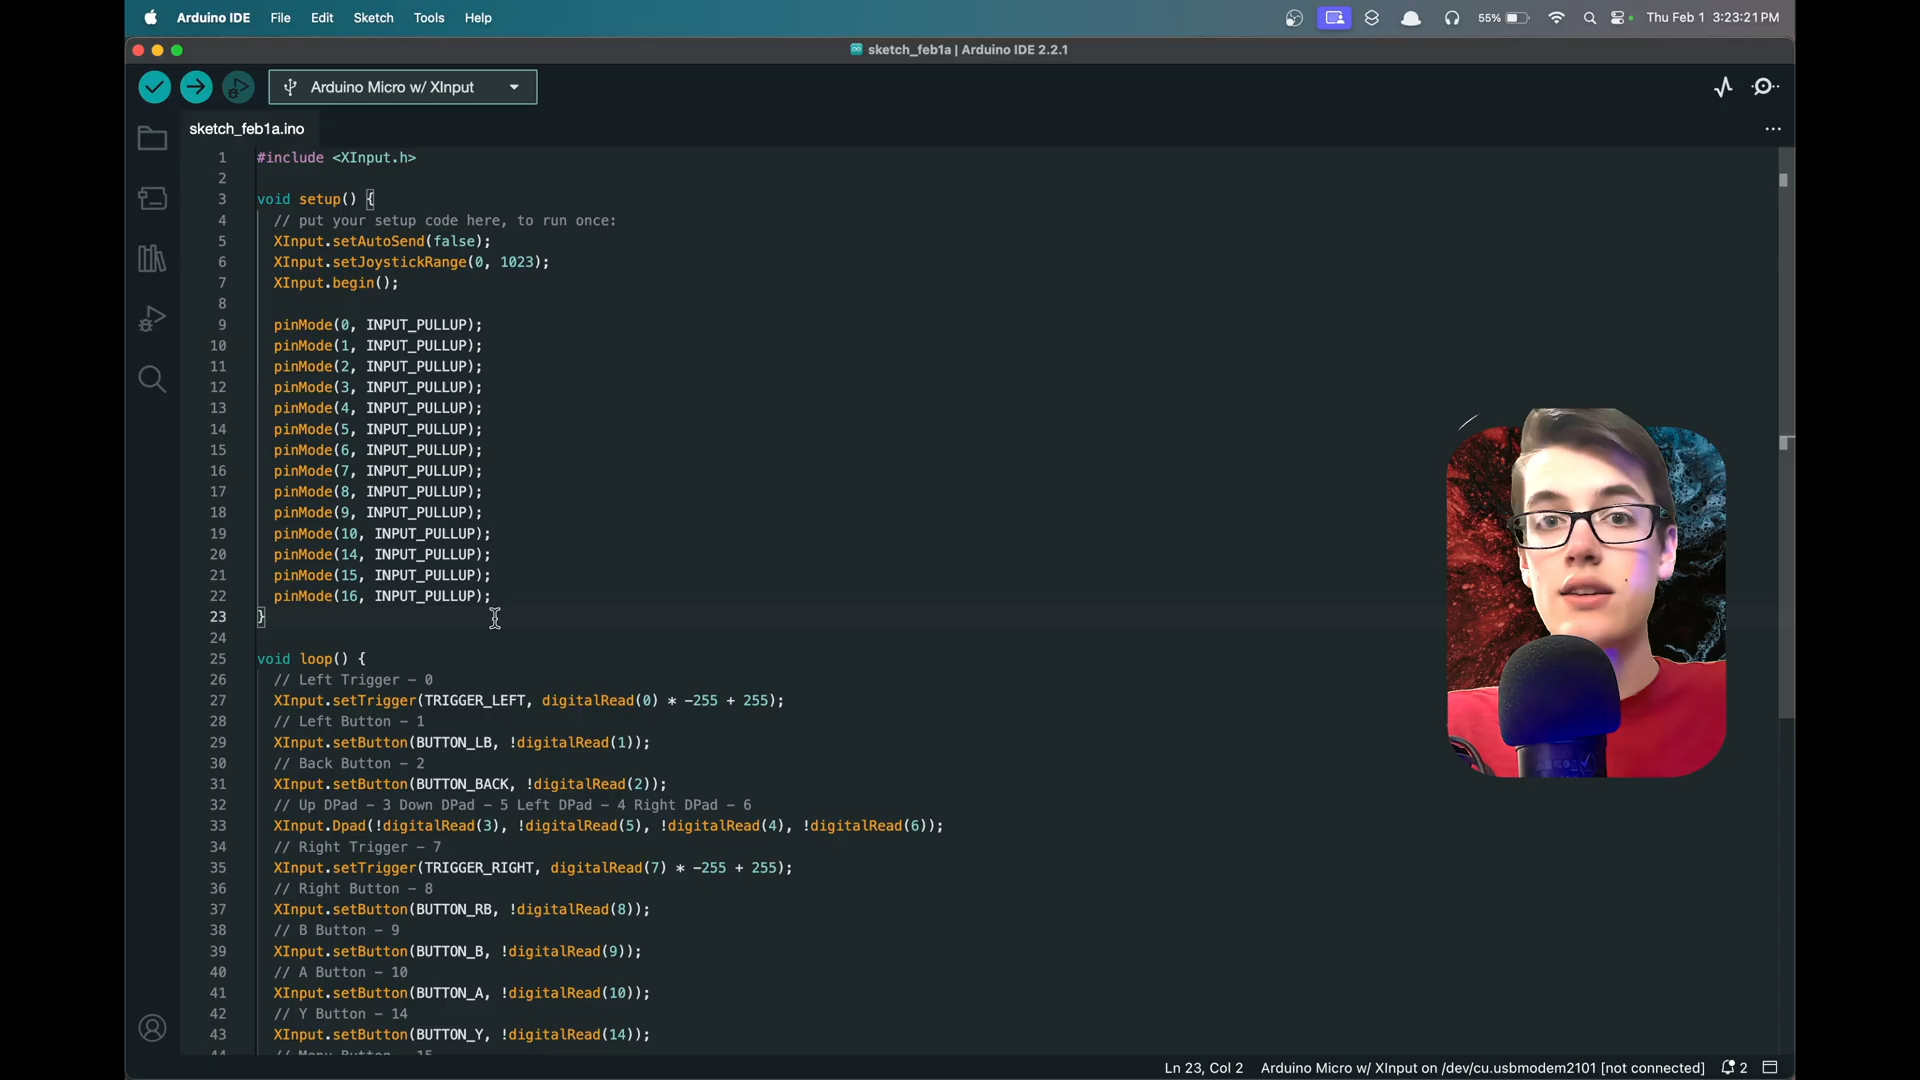 Arduino IDE File Edit Sketch Tools Help 55% Thu Feb 1 3:23:21 PM
sketch_feb1a | Arduino IDE 2.2.1
Arduino Micro w/ XInput
sketch_feb1a.ino
1 #include <XInput.h>
2
3 void setup() {
4 // put your setup code here, to run once:
5 XInput.setAutoSend(false);
6 XInput.setJoystickRange(0, 1023);
7 XInput.begin();
8
9 pinMode(0, INPUT_PULLUP);
10 pinMode(1, INPUT_PULLUP);
11 pinMode(2, INPUT_PULLUP);
12 pinMode(3, INPUT_PULLUP);
13 pinMode(4, INPUT_PULLUP);
14 pinMode(5, INPUT_PULLUP);
15 pinMode(6, INPUT_PULLUP);
16 pinMode(7, INPUT_PULLUP);
17 pinMode(8, INPUT_PULLUP);
18 pinMode(9, INPUT_PULLUP);
19 pinMode(10, INPUT_PULLUP);
20 pinMode(14, INPUT_PULLUP);
21 pinMode(15, INPUT_PULLUP);
22 pinMode(16, INPUT_PULLUP);
23 }
24
25 void loop() {
26 // Left Trigger – 0
27 XInput.setTrigger(TRIGGER_LEFT, digitalRead(0) * -255 + 255);
28 // Left Button – 1
29 XInput.setButton(BUTTON_LB, !digitalRead(1));
30 // Back Button – 2
31 XInput.setButton(BUTTON_BACK, !digitalRead(2));
32 // Up DPad – 3 Down DPad – 5 Left DPad – 4 Right DPad – 6
33 XInput.Dpad(!digitalRead(3), !digitalRead(5), !digitalRead(4), !digitalRead(6));
34 // Right Trigger – 7
35 XInput.setTrigger(TRIGGER_RIGHT, digitalRead(7) * -255 + 255);
36 // Right Button – 8
37 XInput.setButton(BUTTON_RB, !digitalRead(8));
38 // B Button – 9
39 XInput.setButton(BUTTON_B, !digitalRead(9));
40 // A Button – 10
41 XInput.setButton(BUTTON_A, !digitalRead(10));
42 // Y Button – 14
43 XInput.setButton(BUTTON_Y, !digitalRead(14));
44 // Menu Button – 15
Ln 23, Col 2 Arduino Micro w/ XInput on /dev/cu.usbmodem2101 [not connected] 2